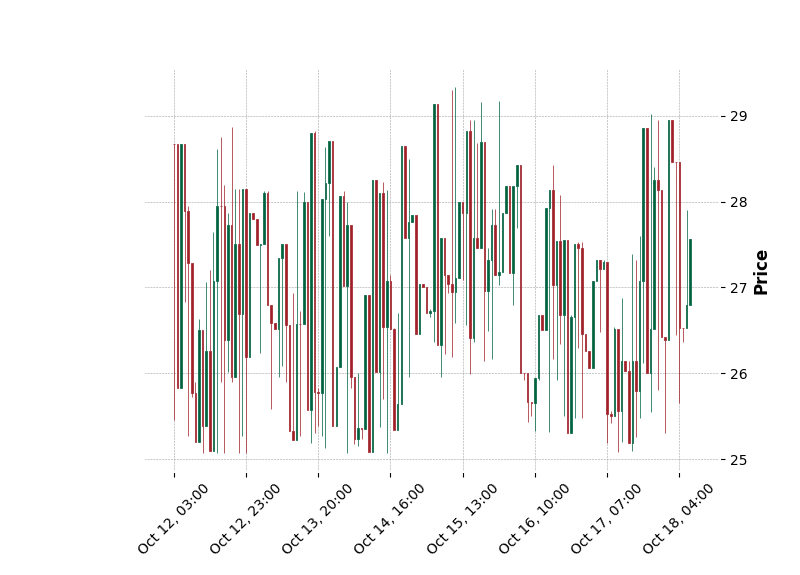 29
28
27
26
25
Price
Oct 12, 03:00
Oct 12, 23:00
Oct 13, 20:00
Oct 14, 16:00
Oct 15, 13:00
Oct 16, 10:00
Oct 17, 07:00
Oct 18, 04:00